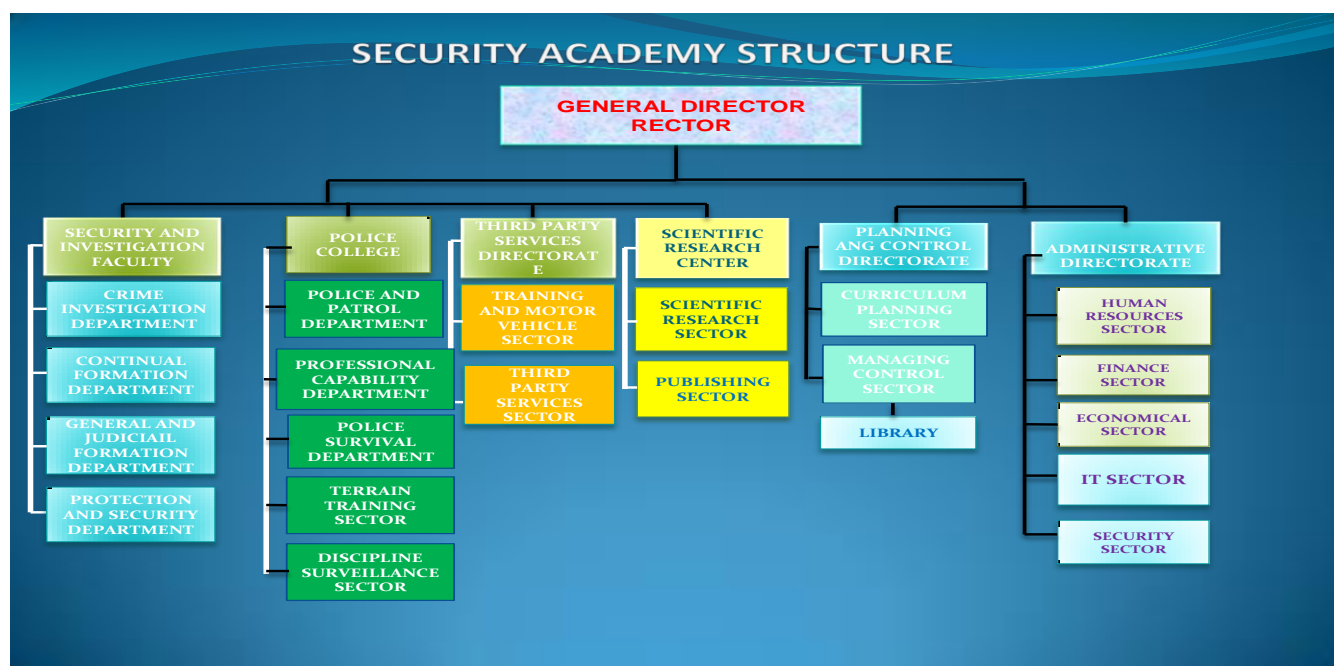 SECURITY ACADEMY STRUCTURE
GENERAL DIRECTOR
RECTOR
SECURITY AND
INVESTIGATION
FACULTY
CRIME
INVESTIGATION
DEPARTMENT
CONTINUAL
FORMATION
DEPARTMENT
GENERAL AND
JUDICIAIL
FORMATION
DEPARTMENT
PROTECTION
AND SECURITY
DEPARTMENT
POLICE
COLLEGE
POLICE AND
PATROL
DEPARTMENT
PROFESSIONAL
CAPABILITY
DEPARTMENT
POLICE
SURVIVAL
DEPARTMENT
TERRAIN
TRAINING
SECTOR
DISCIPLINE
SURVEILLANCE
SECTOR
THIRD PARTY
SERVICES
DIRECTORAT
E
TRAINING
AND MOTOR
VEHICLE
SECTOR
THIRD
PARTY
SERVICES
SECTOR
SCIENTIFIC
RESEARCH
CENTER
SCIENTIFIC
RESEARCH
SECTOR
PUBLISHING
SECTOR
PLANNING
ANG CONTROL
DIRECTORATE
CURRICULUM
PLANNING
SECTOR
MANAGING
CONTROL
SECTOR
LIBRARY
ADMINISTRATIVE
DIRECTORATE
HUMAN
RESOURCES
SECTOR
FINANCE
SECTOR
ECONOMICAL
SECTOR
IT SECTOR
SECURITY
SECTOR